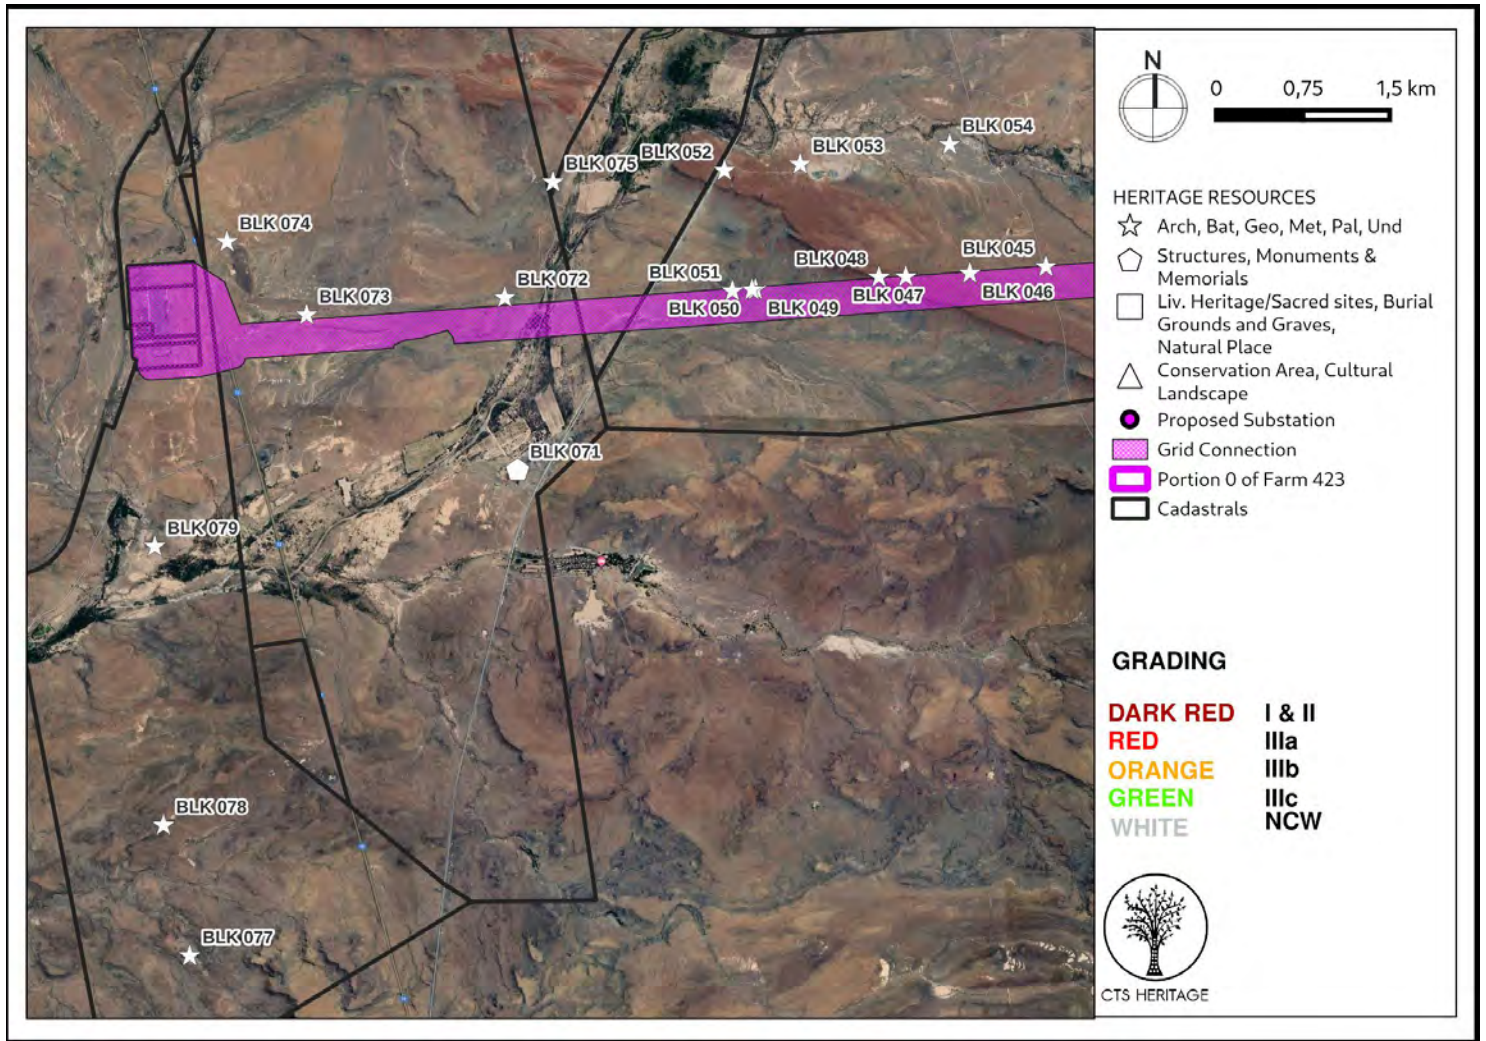 BLK 054
BLK 053
BLK 052
BLK 075
BLK 074
BLK 045
BLK 048
BLK 051
BLK 072
BLK 073
BLK 047
BLK 046
BLK 050
BLK 049
BLK 071
BLK 079
BLK 078
BLK 077
N
0 0,75 1,5 km
HERITAGE RESOURCES
Arch, Bat, Geo, Met, Pal, Und
Structures, Monuments &
Memorials
Liv. Heritage/Sacred sites, Burial
Grounds and Graves,
Natural Place
Conservation Area, Cultural
Landscape
Proposed Substation
Grid Connection
Portion 0 of Farm 423
Cadastrals
GRADING
DARK RED I & II
RED IIIa
ORANGE IIIb
GREEN IIIc
WHITE NCW
CTS HERITAGE